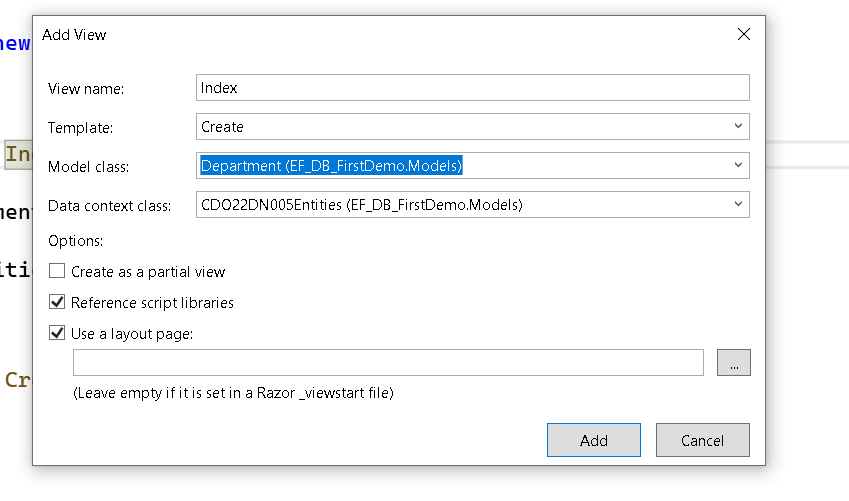 Add View
new
View name:
Index
Template:
Create
In
Model class:
Department (EF_DB_FirstDemo.Models)
ment
Data context class:
CDO22DN005Entities (EF_DB_FirstDemo.Models)
Options:
itie
Create as a partial view
Reference script libraries
Use a layout page:
...
Cr
(Leave empty if it is set in a Razor _viewstart file)
Add
Cancel